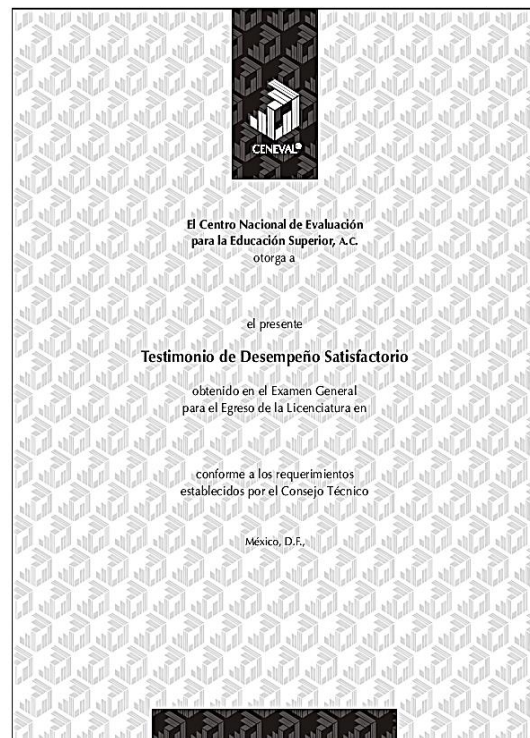 CENEVAL®
El Centro Nacional de Evaluación
para la Educación Superior, A.C.
otorga a
el presente
Testimonio de Desempeño Satisfactorio
obtenido en el Examen General
para el Egreso de la Licenciatura en
conforme a los requerimientos
establecidos por el Consejo Técnico
México, D.F.,